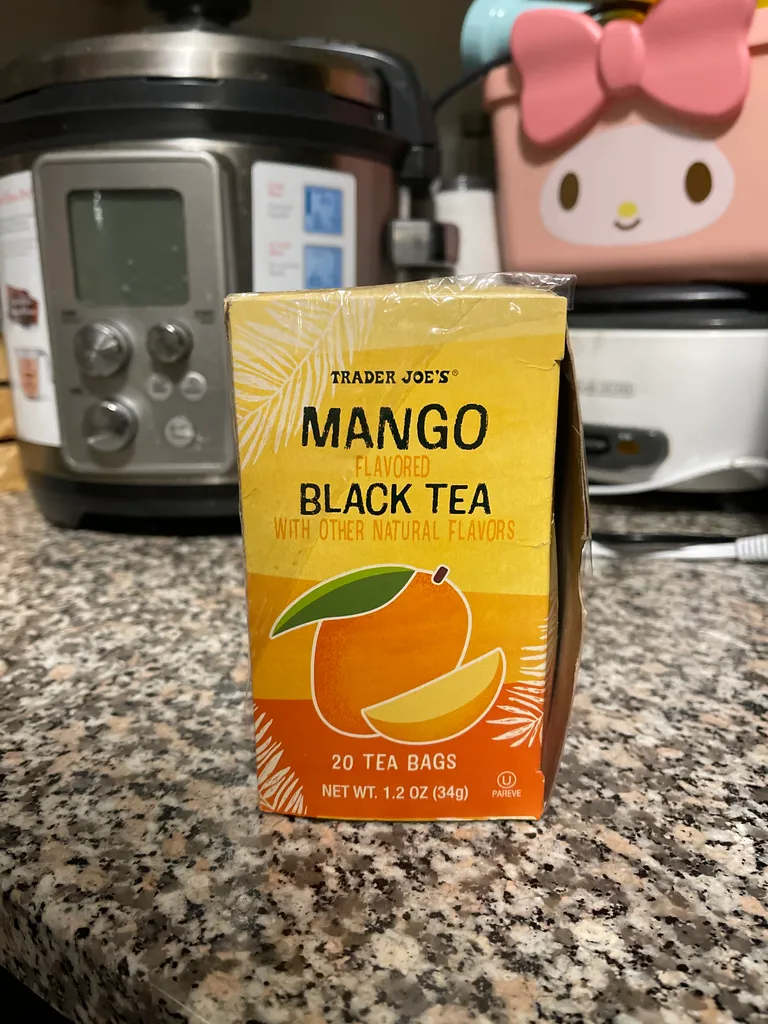 TRADER JOE'S®
MANGO
FLAVORED
BLACK TEA
WITH OTHER NATURAL FLAVORS
20 TEA BAGS
NET WT. 1.2 OZ (34g)
U
PAREVE